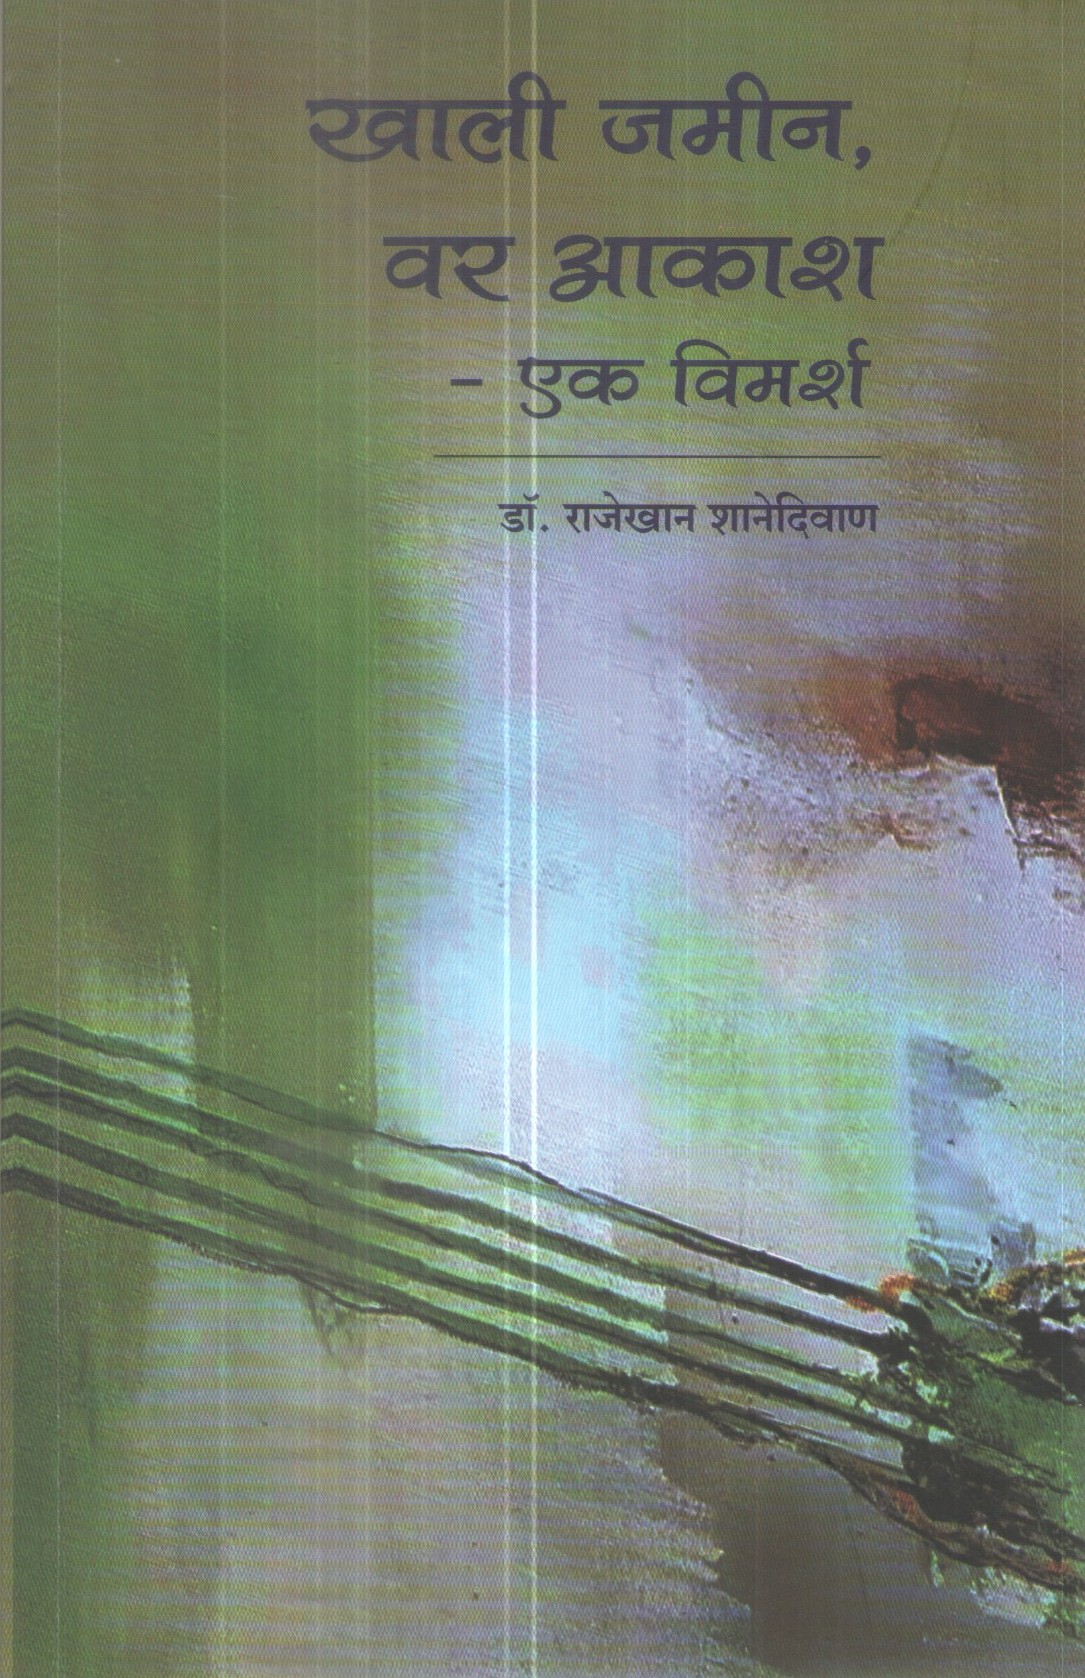 खाली जमीन,
वर आकाश
- एक विमर्श
डॉ. राजेखान शानेदिवाण